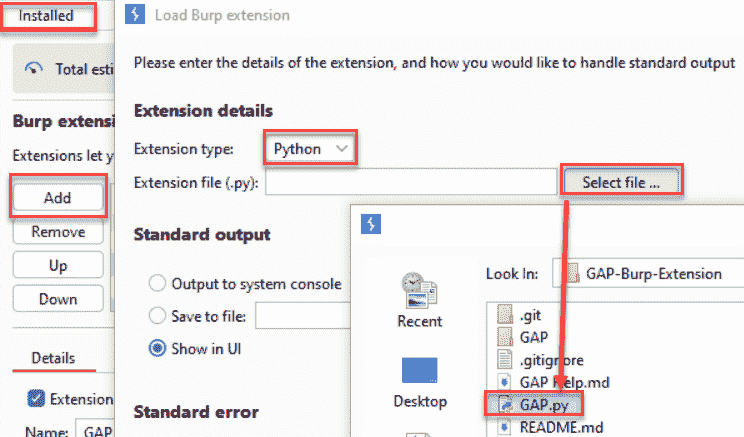 Installed
Total esti
Burp extens
Extensions let y
Add
Remove
Up
Down
Details
Extension
Name: GAP
Load Burp extension
Please enter the details of the extension, and how you would like to handle standard output
Extension details
Extension type: Python
Extension file (.py): Select file ...
Standard output
Output to system console
Save to file:
Show in UI
Standard error
Look In: GAP-Burp-Extension
Recent
Desktop
.git
GAP
.gitignore
GAP Help.md
GAP.py
README.md